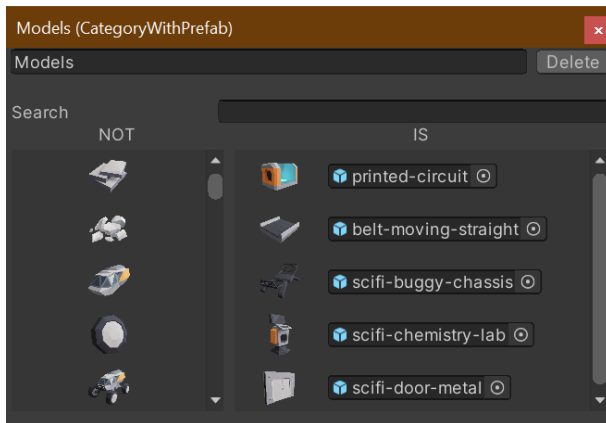 Models (CategoryWithPrefab)
x
Models
Delete
Search
NOT
IS
printed-circuit
belt-moving-straight
scifi-buggy-chassis
scifi-chemistry-lab
scifi-door-metal